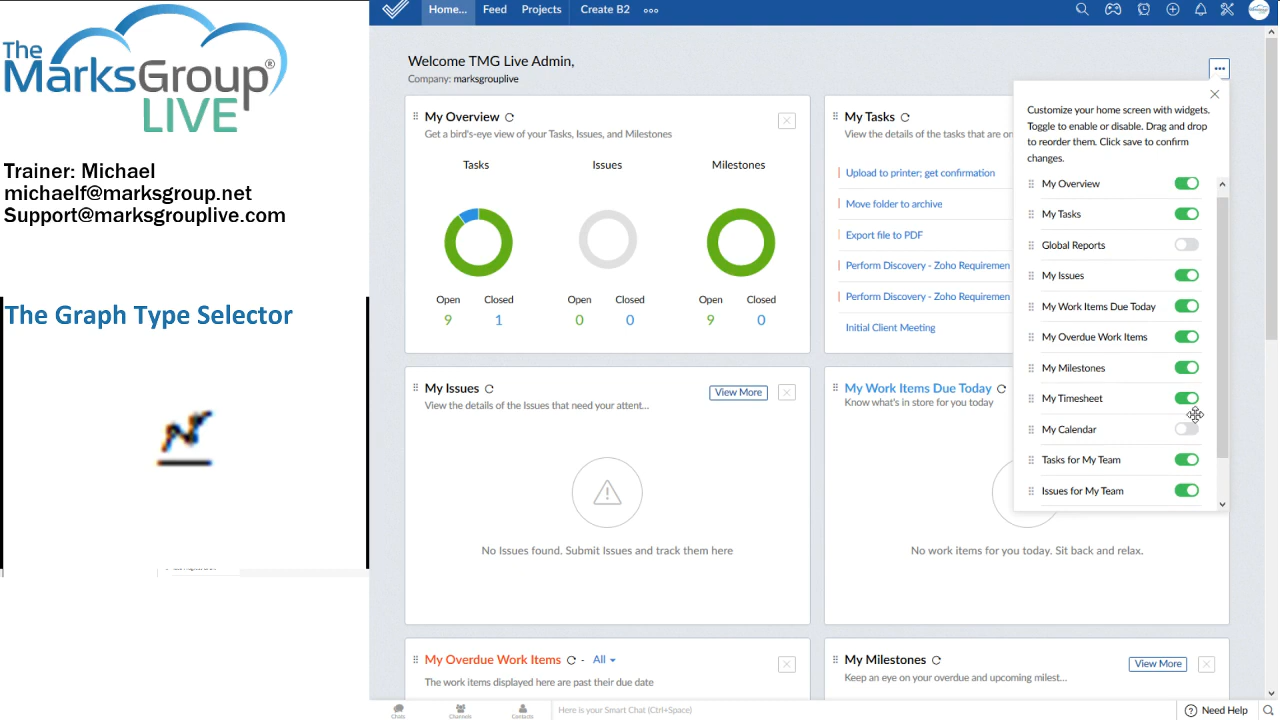 The
MarksGroup®
LIVE
Trainer: Michael
michaelf@marksgroup.net
Support@marksgrouplive.com
The Graph Type Selector
Home...
Feed
Projects
Create B2
Welcome TMG Live Admin,
Company: marksgrouplive
My Overview
Get a bird's-eye view of your Tasks, Issues, and Milestones
Tasks
Issues
Milestones
Open Closed
Open Closed
Open Closed
9 1
0 0
9 0
My Tasks
View the details of the tasks that are on
Upload to printer; get confirmation
Move folder to archive
Export file to PDF
Perform Discovery - Zoho Requiremen
Perform Discovery - Zoho Requiremen
Initial Client Meeting
Customize your home screen with widgets.
Toggle to enable or disable. Drag and drop
to reorder them. Click save to confirm
changes.
My Overview
My Tasks
Global Reports
My Issues
My Work Items Due Today
My Overdue Work Items
My Milestones
My Timesheet
My Calendar
Tasks for My Team
Issues for My Team
My Issues
View More
View the details of the Issues that need your attent...
No Issues found. Submit Issues and track them here
My Work Items Due Today
Know what's in store for you today
No work items for you today. Sit back and relax.
My Overdue Work Items - All
The work items displayed here are past their due date
My Milestones
View More
Keep an eye on your overdue and upcoming milest...
Chats
Channels
Contacts
Here is your Smart Chat (Ctrl+Space)
Need Help